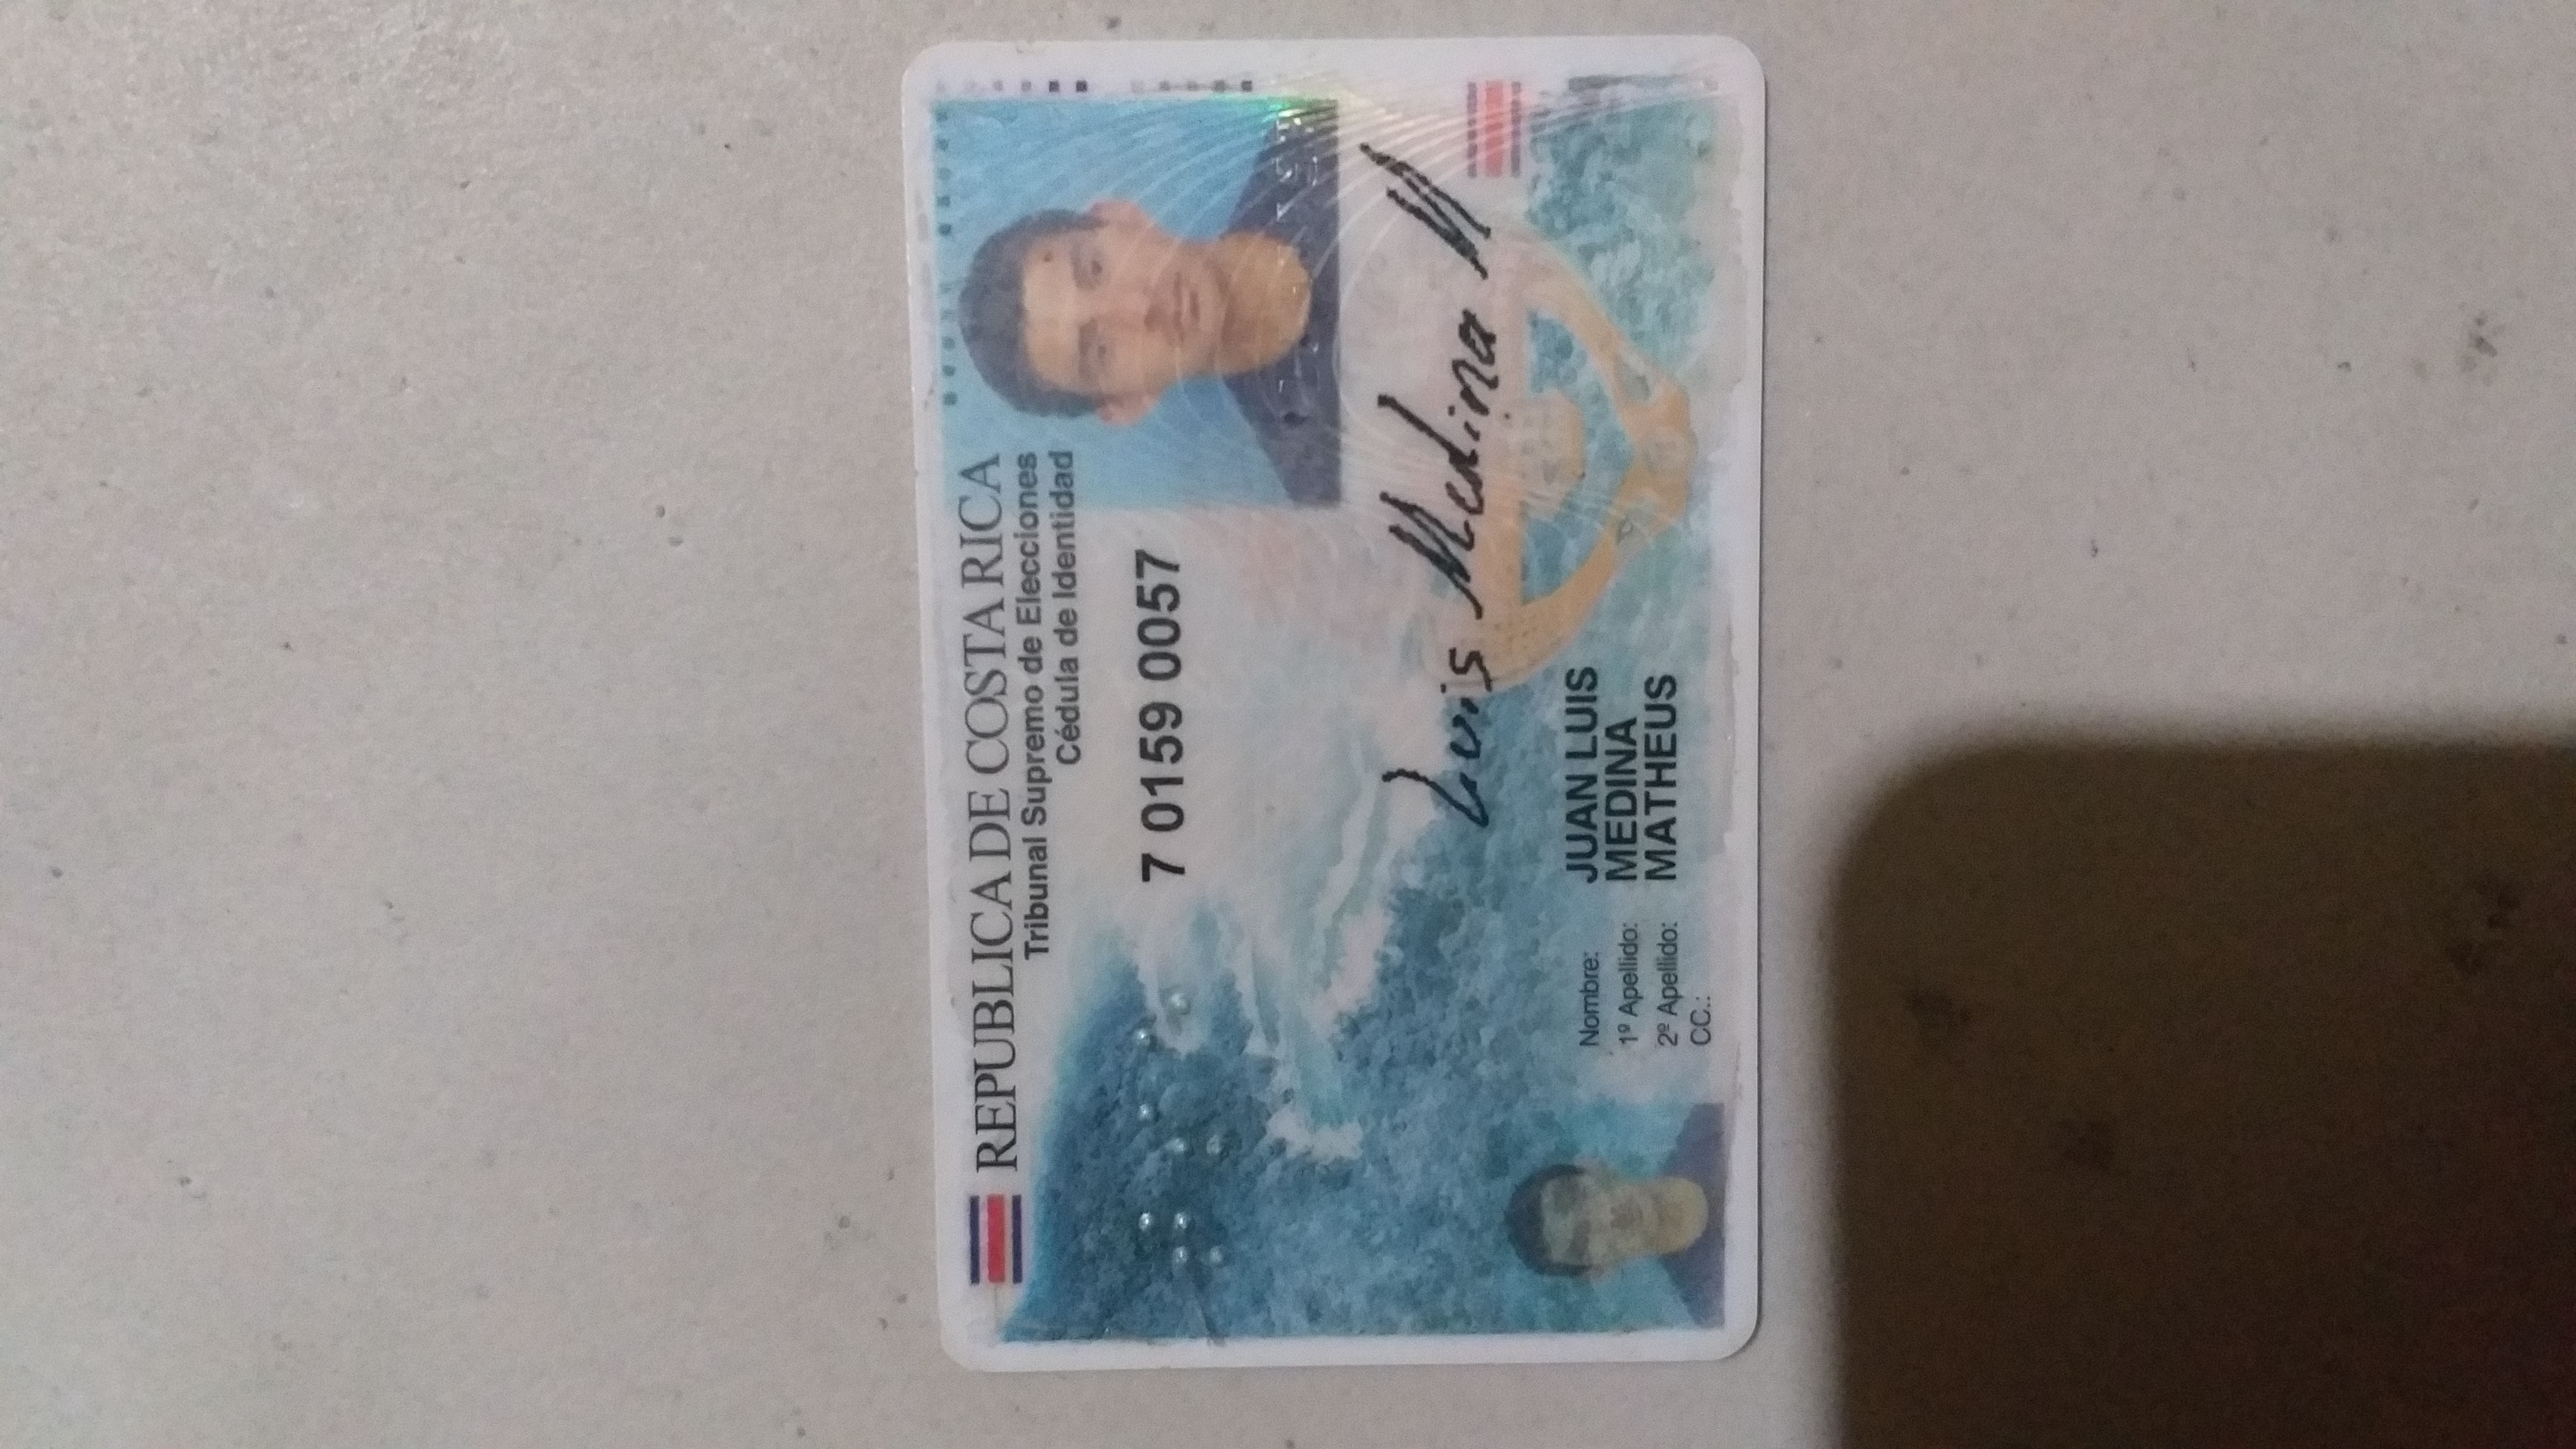 REPUBLICA DE COSTA RICA
Tribunal Supremo de Elecciones
Cédula de Identidad
7 0159 0057
Luis Medina M
Nombre: JUAN LUIS
1º Apellido: MEDINA
2º Apellido: MATHEUS
CC.: